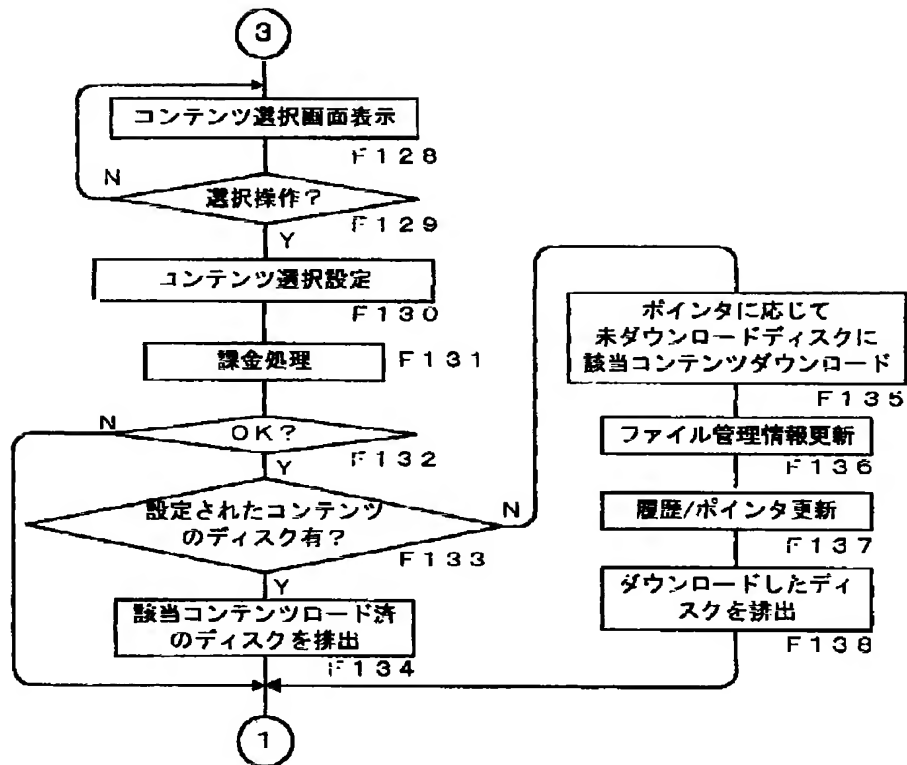 3
コンテンツ選択画面表示
F128
N
選択操作?
F129
Y
コンテンツ選択設定
F130
課金処理
F131
N
OK?
F132
Y
設定されたコンテンツ
のディスク有?
N
F133
Y
該当コンテンツロード済
のディスクを排出
F134
1
ポインタに応じて
未ダウンロードディスクに
該当コンテンツダウンロード
F135
ファイル管理情報更新
F136
履歴/ポインタ更新
F137
ダウンロードしたディ
スクを排出
F138